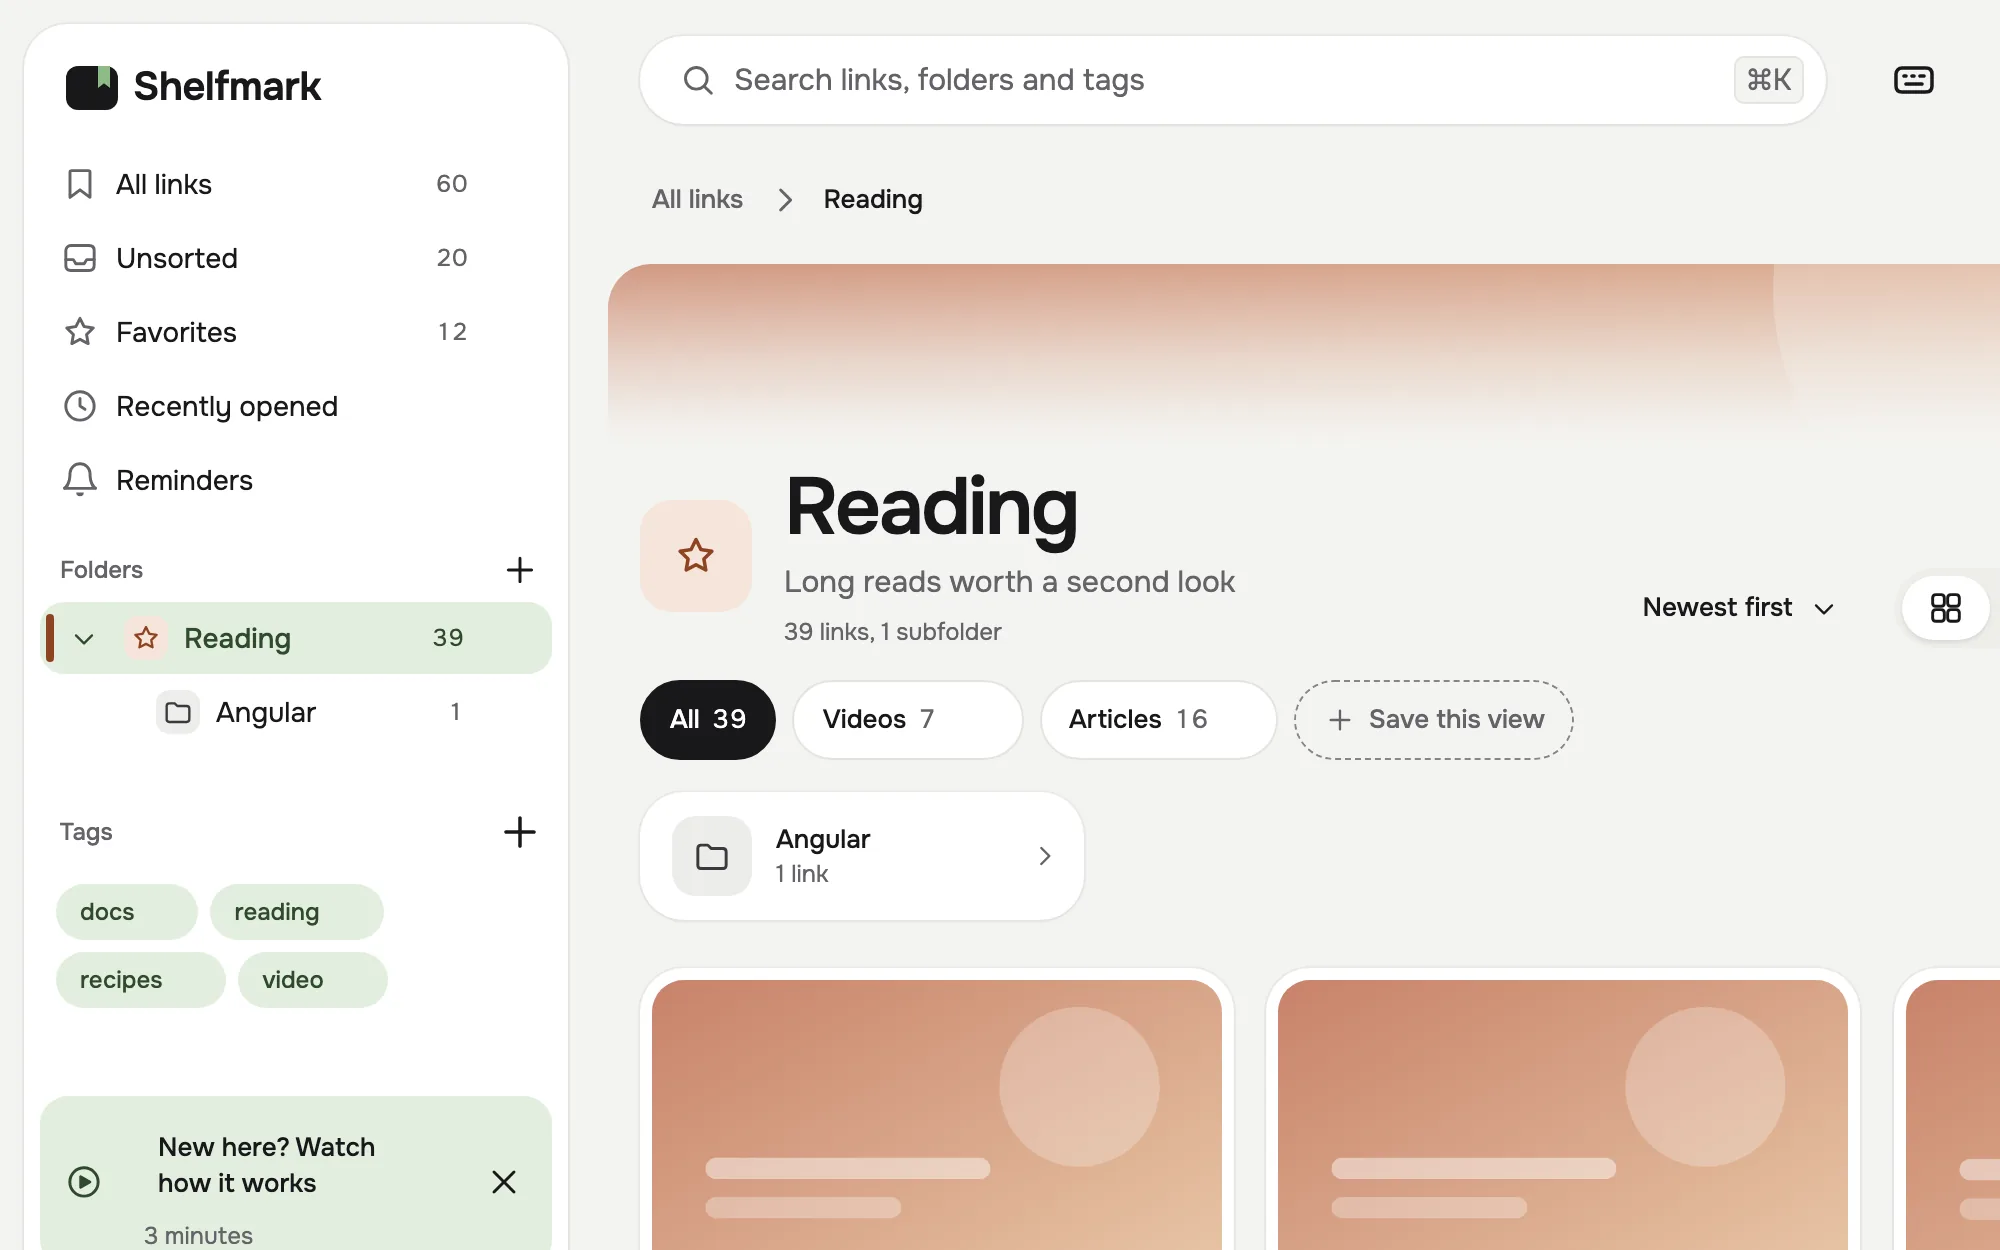 Shelfmark
All links 60
Unsorted 20
Favorites 12
Recently opened
Reminders
Folders
Reading 39
Angular 1
Tags
docs reading
recipes video
New here? Watch
how it works
3 minutes
Search links, folders and tags ⌘K
All links Reading
Reading
Long reads worth a second look
39 links, 1 subfolder
Newest first
All 39 Videos 7 Articles 16 Save this view
Angular
1 link